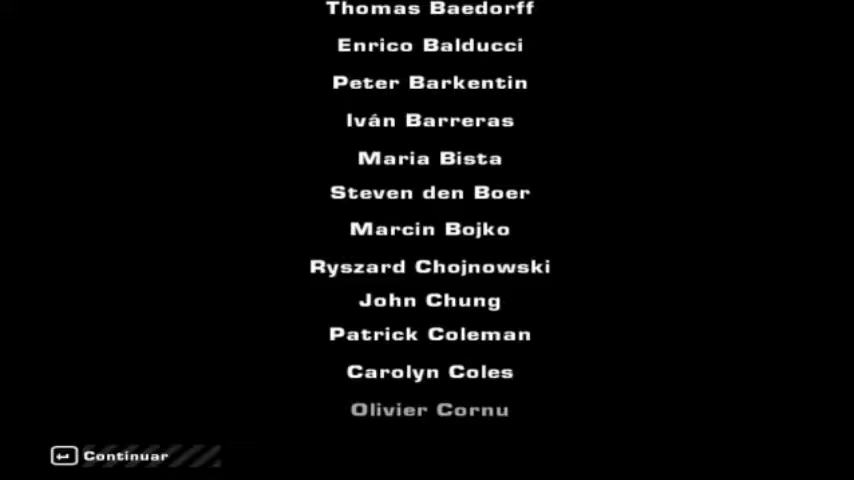 Thomas Baedorff
Enrico Balducci
Peter Barkentin
Iván Barreras
Maria Bista
Steven den Boer
Marcin Bojko
Ryszard Chojnowski
John Chung
Patrick Coleman
Carolyn Coles
Olivier Cornu
Continuar